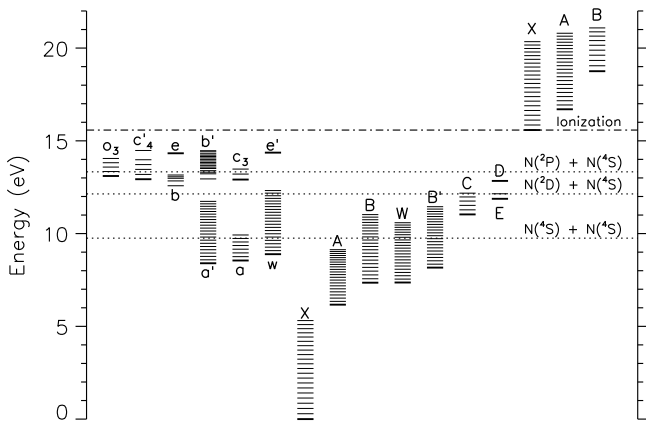 X
A
B
20
Ionization
o3
c'4
e
b'
c3
e'
15
N(²P) + N(⁴S)
D
N(²D) + N(⁴S)
C
b
B
W
B'
E
N(⁴S) + N(⁴S)
10
A
a'
a
w
X
5
0
Energy (eV)